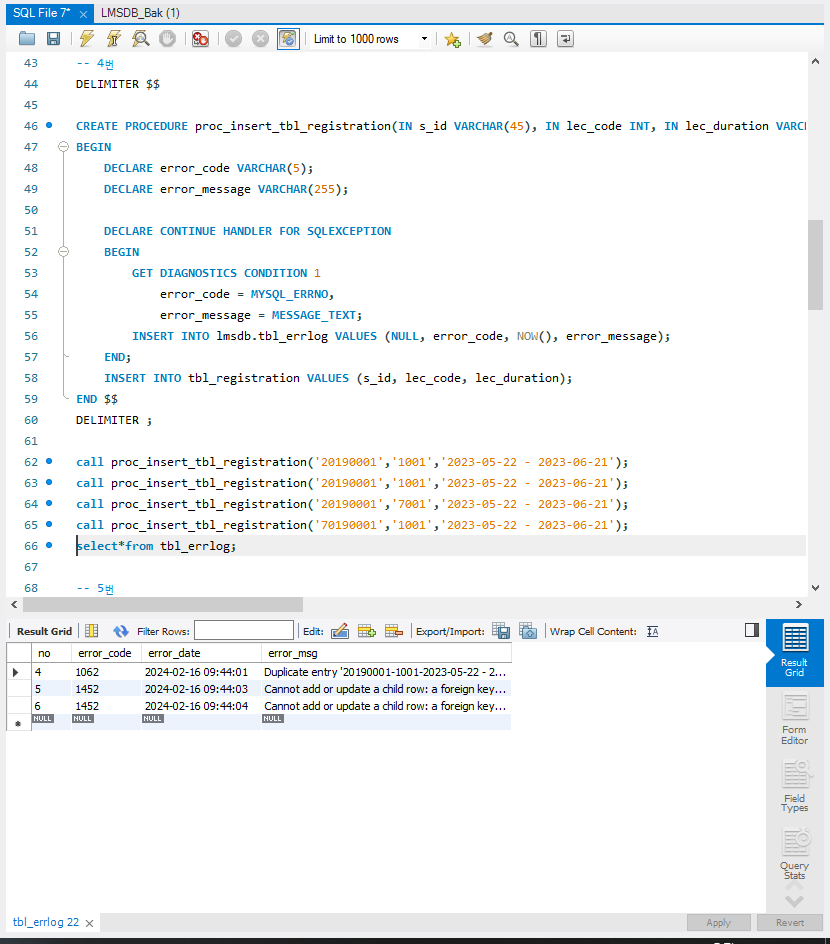 SQL File 7* × LMSDB_Bak (1)
Limit to 1000 rows
43 -- 4번
44 DELIMITER $$
45
46 CREATE PROCEDURE proc_insert_tbl_registration(IN s_id VARCHAR(45), IN lec_code INT, IN lec_duration VARCH
47 BEGIN
48 DECLARE error_code VARCHAR(5);
49 DECLARE error_message VARCHAR(255);
50
51 DECLARE CONTINUE HANDLER FOR SQLEXCEPTION
52 BEGIN
53 GET DIAGNOSTICS CONDITION 1
54 error_code = MYSQL_ERRNO,
55 error_message = MESSAGE_TEXT;
56 INSERT INTO lmsdb.tbl_errlog VALUES (NULL, error_code, NOW(), error_message);
57 END;
58 INSERT INTO tbl_registration VALUES (s_id, lec_code, lec_duration);
59 END $$
60 DELIMITER ;
61
62 call proc_insert_tbl_registration('20190001','1001','2023-05-22 - 2023-06-21');
63 call proc_insert_tbl_registration('20190001','1001','2023-05-22 - 2023-06-21');
64 call proc_insert_tbl_registration('20190001','7001','2023-05-22 - 2023-06-21');
65 call proc_insert_tbl_registration('70190001','1001','2023-05-22 - 2023-06-21');
66 select*from tbl_errlog;
67
68 -- 5번
Result Grid Filter Rows: Edit: Export/Import: Wrap Cell Content:
no error_code error_date error_msg
4 1062 2024-02-16 09:44:01 Duplicate entry '20190001-1001-2023-05-22 - 2...
5 1452 2024-02-16 09:44:03 Cannot add or update a child row: a foreign key...
6 1452 2024-02-16 09:44:04 Cannot add or update a child row: a foreign key...
NULL NULL NULL NULL
Result
Grid
Form
Editor
Field
Types
Query
Stats
tbl_errlog 22 ×
Apply Revert